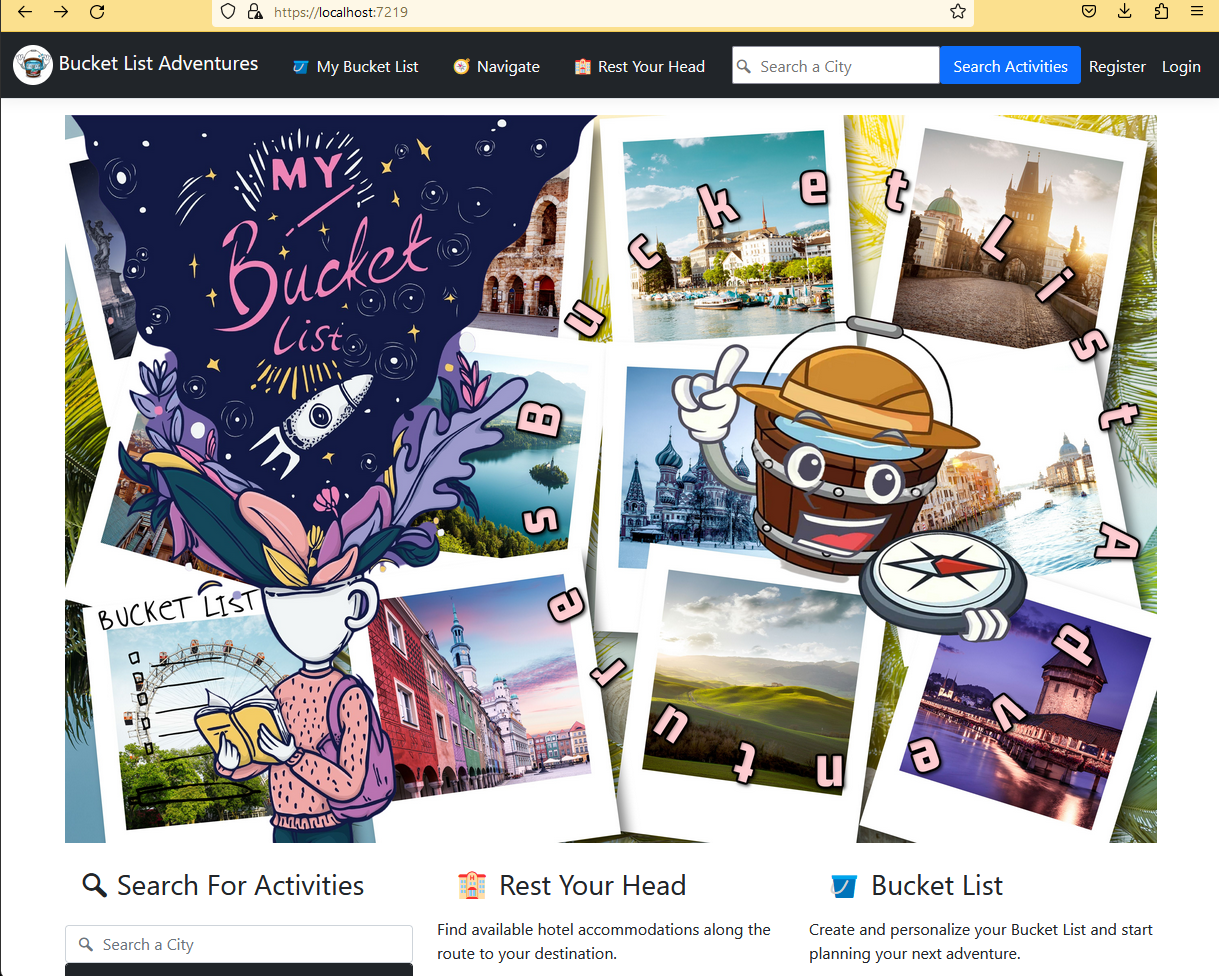 https://localhost:7219
Bucket List Adventures
My Bucket List
Navigate
Rest Your Head
Search a City
Search Activities
Register
Login
MY
Bucket
List
Bucket List Adventures
BUCKET LIST
Search For Activities
Search a City
Rest Your Head
Find available hotel accommodations along the
route to your destination.
Bucket List
Create and personalize your Bucket List and start
planning your next adventure.